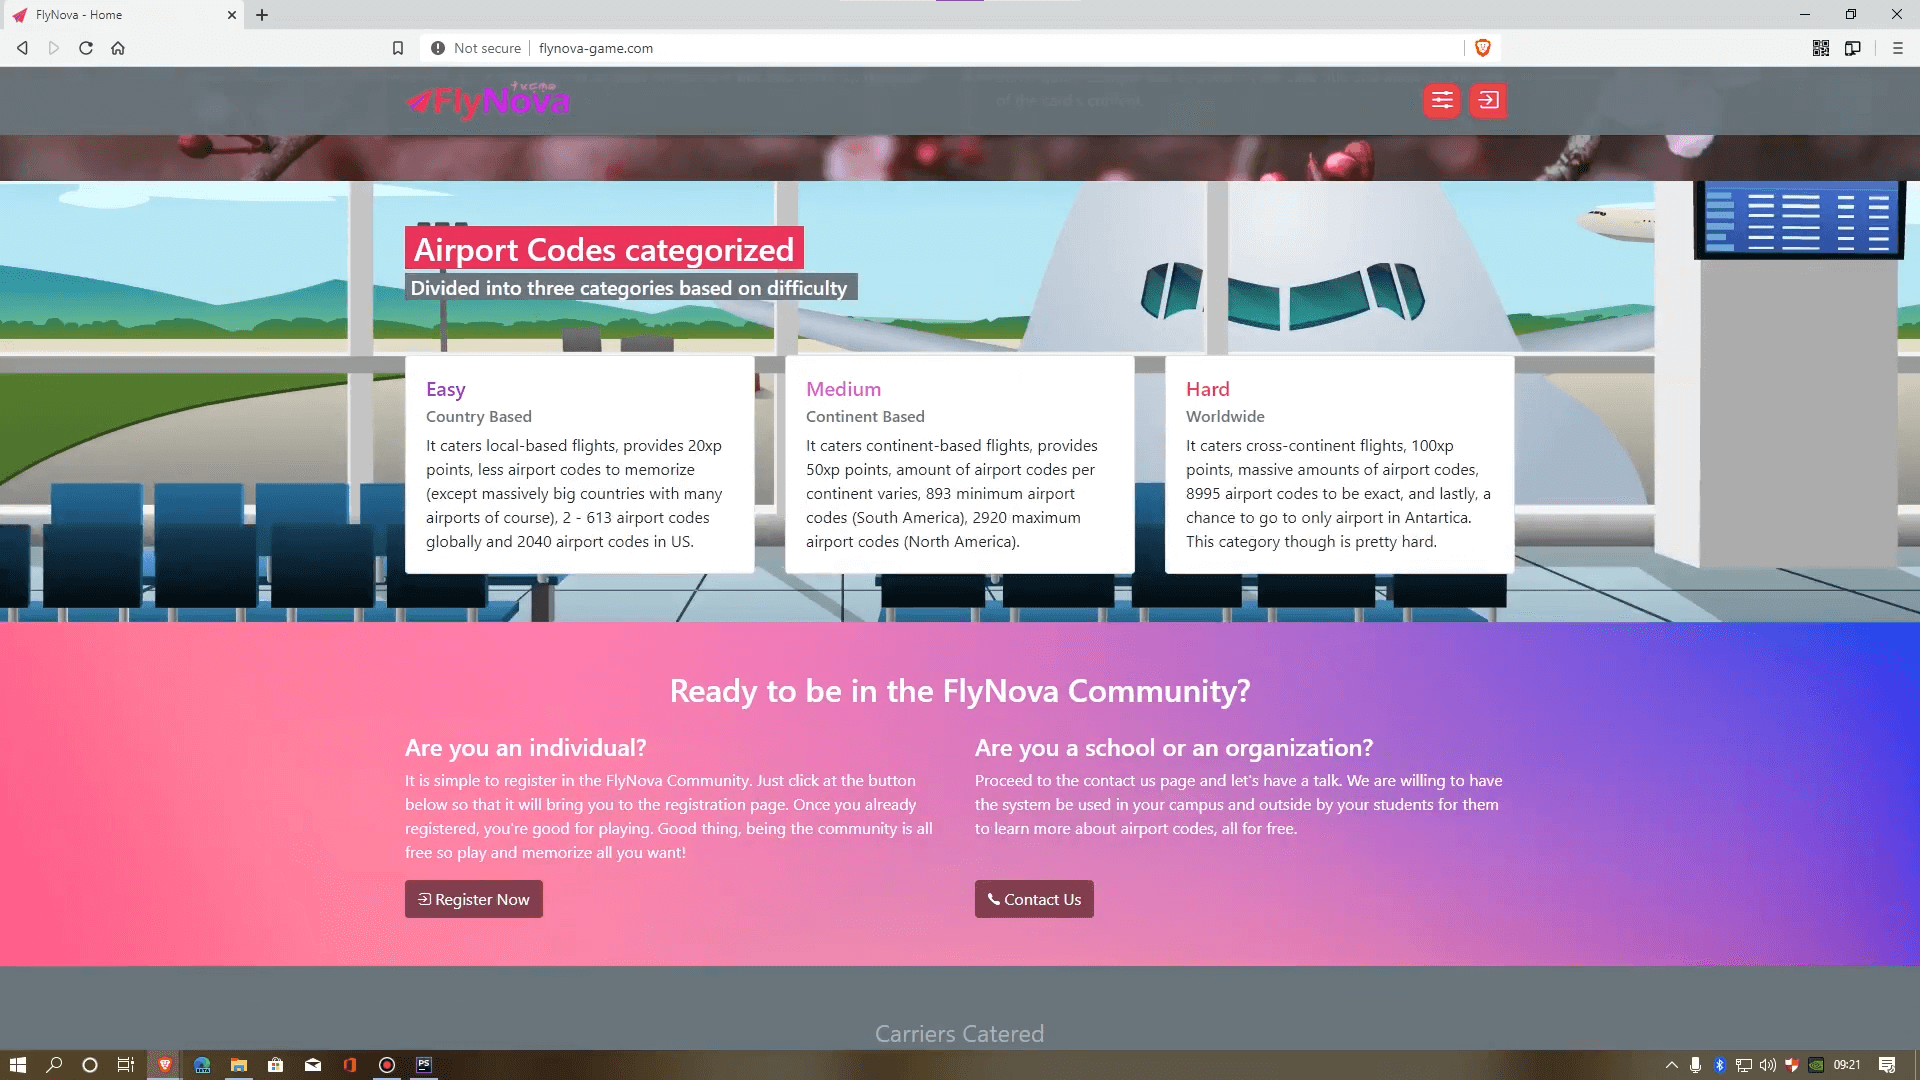 FlyNova - Home
Not secure
flynova-game.com
FlyNova
Airport Codes categorized
Divided into three categories based on difficulty
Easy
Country Based
It caters local-based flights, provides 20xp
points, less airport codes to memorize
(except massively big countries with many
airports of course), 2 - 613 airport codes
globally and 2040 airport codes in US.
Medium
Continent Based
It caters continent-based flights, provides
50xp points, amount of airport codes per
continent varies, 893 minimum airport
codes (South America), 2920 maximum
airport codes (North America).
Hard
Worldwide
It caters cross-continent flights, 100xp
points, massive amounts of airport codes,
8995 airport codes to be exact, and lastly, a
chance to go to only airport in Antartica.
This category though is pretty hard.
Ready to be in the FlyNova Community?
Are you an individual?
It is simple to register in the FlyNova Community. Just click at the button
below so that it will bring you to the registration page. Once you already
registered, you're good for playing. Good thing, being the community is all
free so play and memorize all you want!
Register Now
Are you a school or an organization?
Proceed to the contact us page and let's have a talk. We are willing to have
the system be used in your campus and outside by your students for them
to learn more about airport codes, all for free.
Contact Us
Carriers Catered
PS
09:21